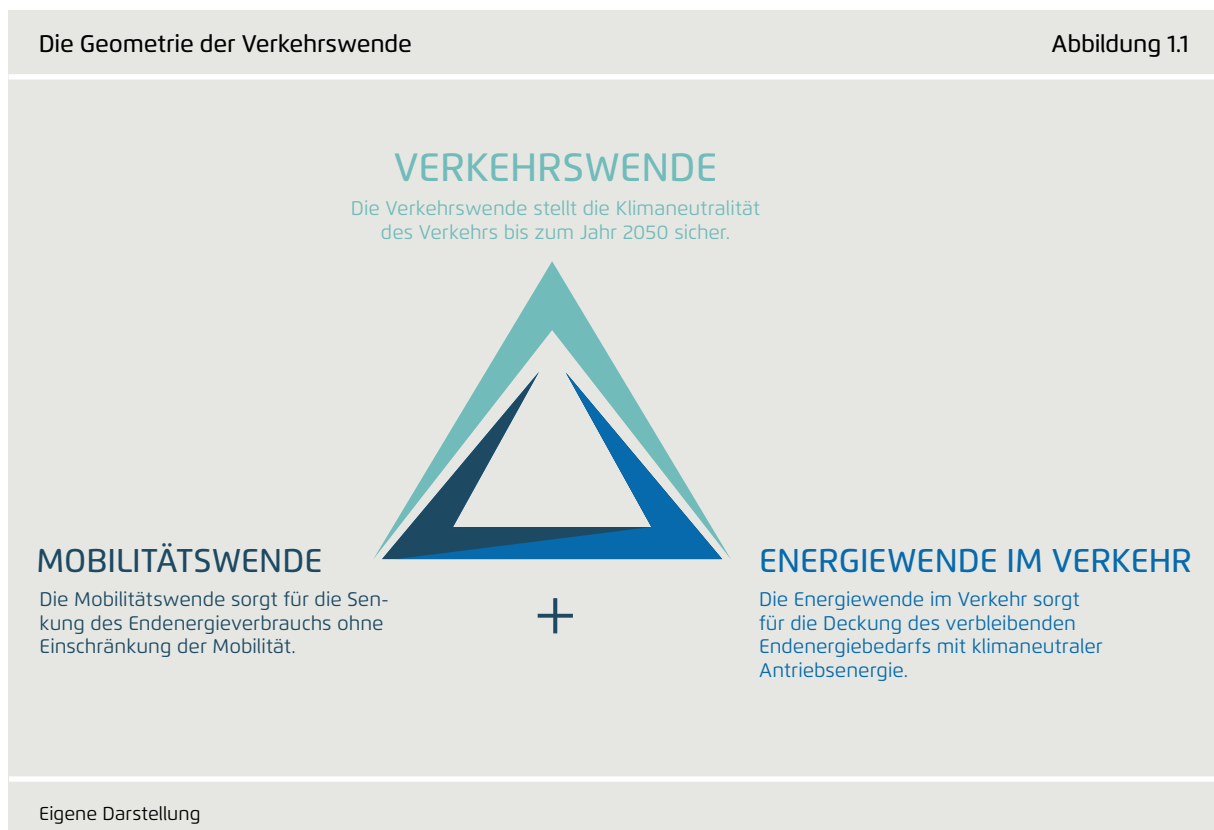 Die Geometrie der Verkehrswende
Abbildung 1.1
VERKEHRSWENDE
Die Verkehrswende stellt die Klimaneutralität
des Verkehrs bis zum Jahr 2050 sicher.
MOBILITÄTSWENDE
Die Mobilitätswende sorgt für die Sen-
kung des Endenergieverbrauchs ohne
Einschränkung der Mobilität.
+
ENERGIEWENDE IM VERKEHR
Die Energiewende im Verkehr sorgt
für die Deckung des verbleibenden
Endenergiebedarfs mit klimaneutraler
Antriebsenergie.
Eigene Darstellung